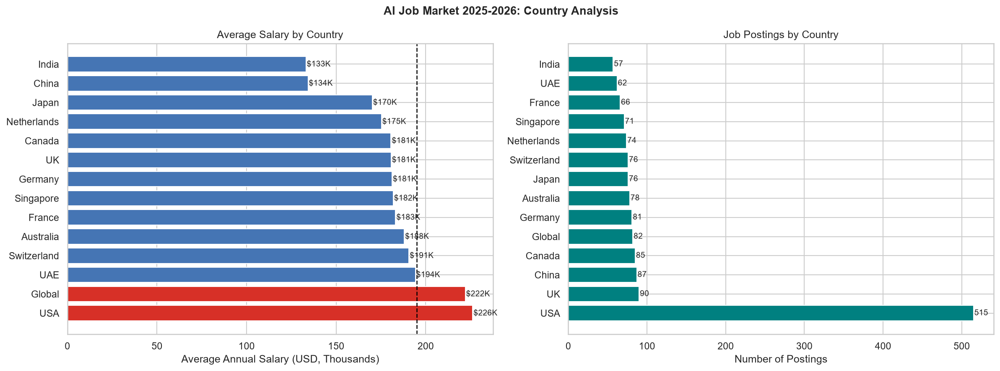 AI Job Market 2025-2026: Country Analysis
Average Salary by Country
India $133K
China $134K
Japan $170K
Netherlands $175K
Canada $181K
UK $181K
Germany $181K
Singapore $182K
France $183K
Australia $188K
Switzerland $191K
UAE $194K
Global $222K
USA $226K
0 50 100 150 200
Average Annual Salary (USD, Thousands)
Job Postings by Country
India 57
UAE 62
France 66
Singapore 71
Netherlands 74
Switzerland 76
Japan 76
Australia 78
Germany 81
Global 82
Canada 85
China 87
UK 90
USA 515
0 100 200 300 400 500
Number of Postings